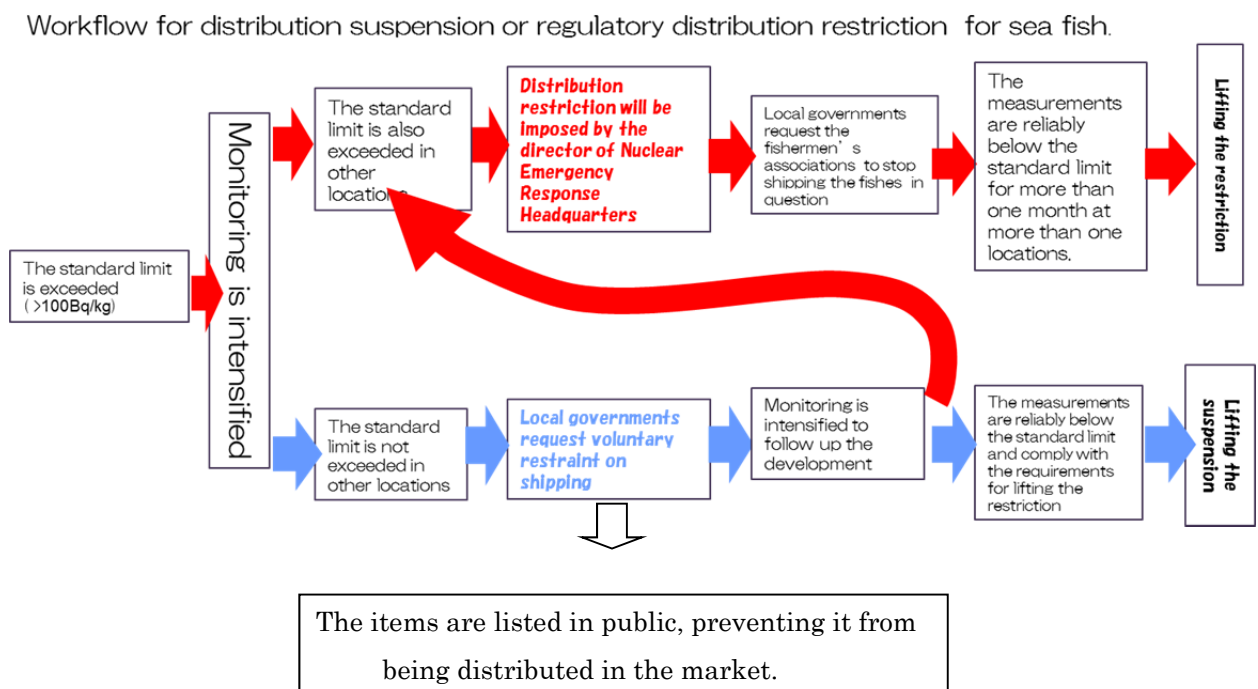 Workflow for distribution suspension or regulatory distribution restriction for sea fish.
The standard limit
is exceeded
(>100Bq/kg)
Monitoring is intensified
The standard
limit is also
exceeded in
other
locations
Distribution
restriction will be
imposed by the
director of Nuclear
Emergency
Response
Headquarters
Local governments
request the
fishermen's
associations to stop
shipping the fishes in
question
The
measurements
are reliably
below the
standard limit
for more than
one month at
more than one
locations.
Lifting the restriction
The standard
limit is not
exceeded in
other locations
Local governments
request voluntary
restraint on
shipping
Monitoring is
intensified to
follow up the
development
The measurements
are reliably below
the standard limit
and comply with
the requirements
for lifting the
restriction
Lifting the
suspension
The items are listed in public, preventing it from
being distributed in the market.